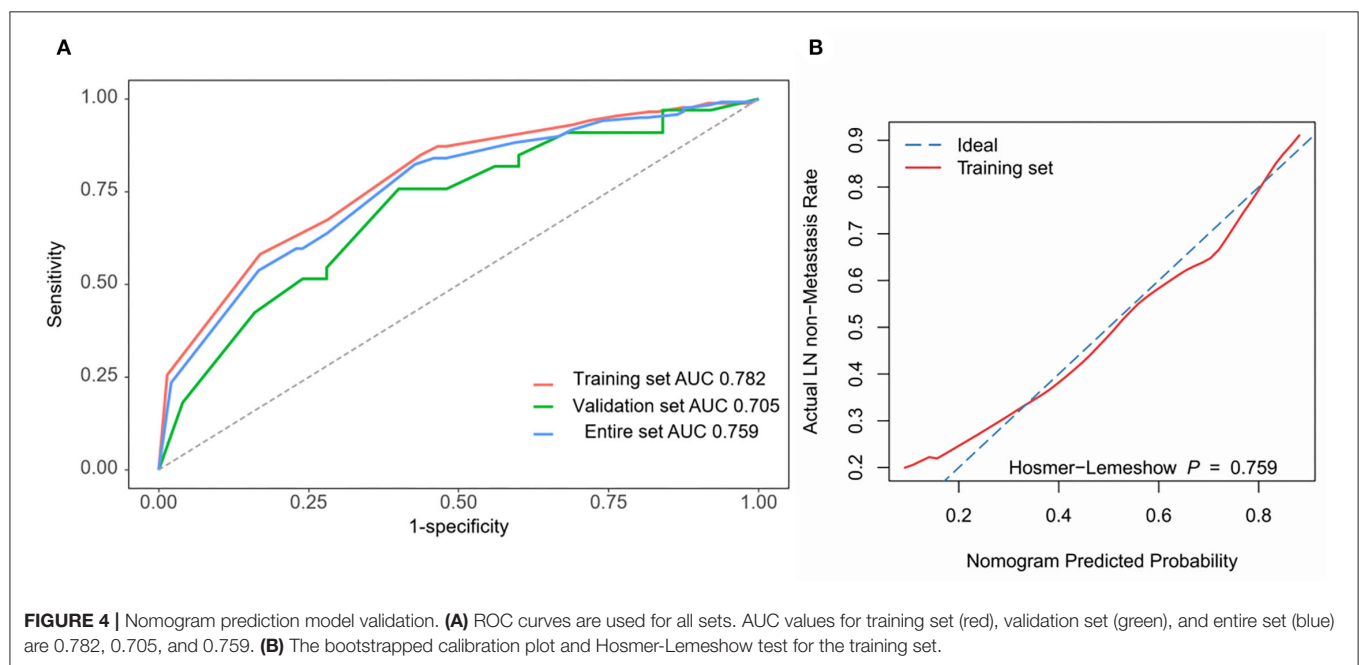 A
1.00
0.75
0.50
0.25
0.00
Sensitivity
Training set AUC 0.782
Validation set AUC 0.705
Entire set AUC 0.759
0.00 0.25 0.50 0.75 1.00
1-specificity
B
0.9
0.8
0.7
0.6
0.5
0.4
0.3
0.2
Actual LN non-Metastasis Rate
Ideal
Training set
Hosmer-Lemeshow P = 0.759
0.2 0.4 0.6 0.8
Nomogram Predicted Probability
FIGURE 4 | Nomogram prediction model validation. (A) ROC curves are used for all sets. AUC values for training set (red), validation set (green), and entire set (blue)
are 0.782, 0.705, and 0.759. (B) The bootstrapped calibration plot and Hosmer-Lemeshow test for the training set.